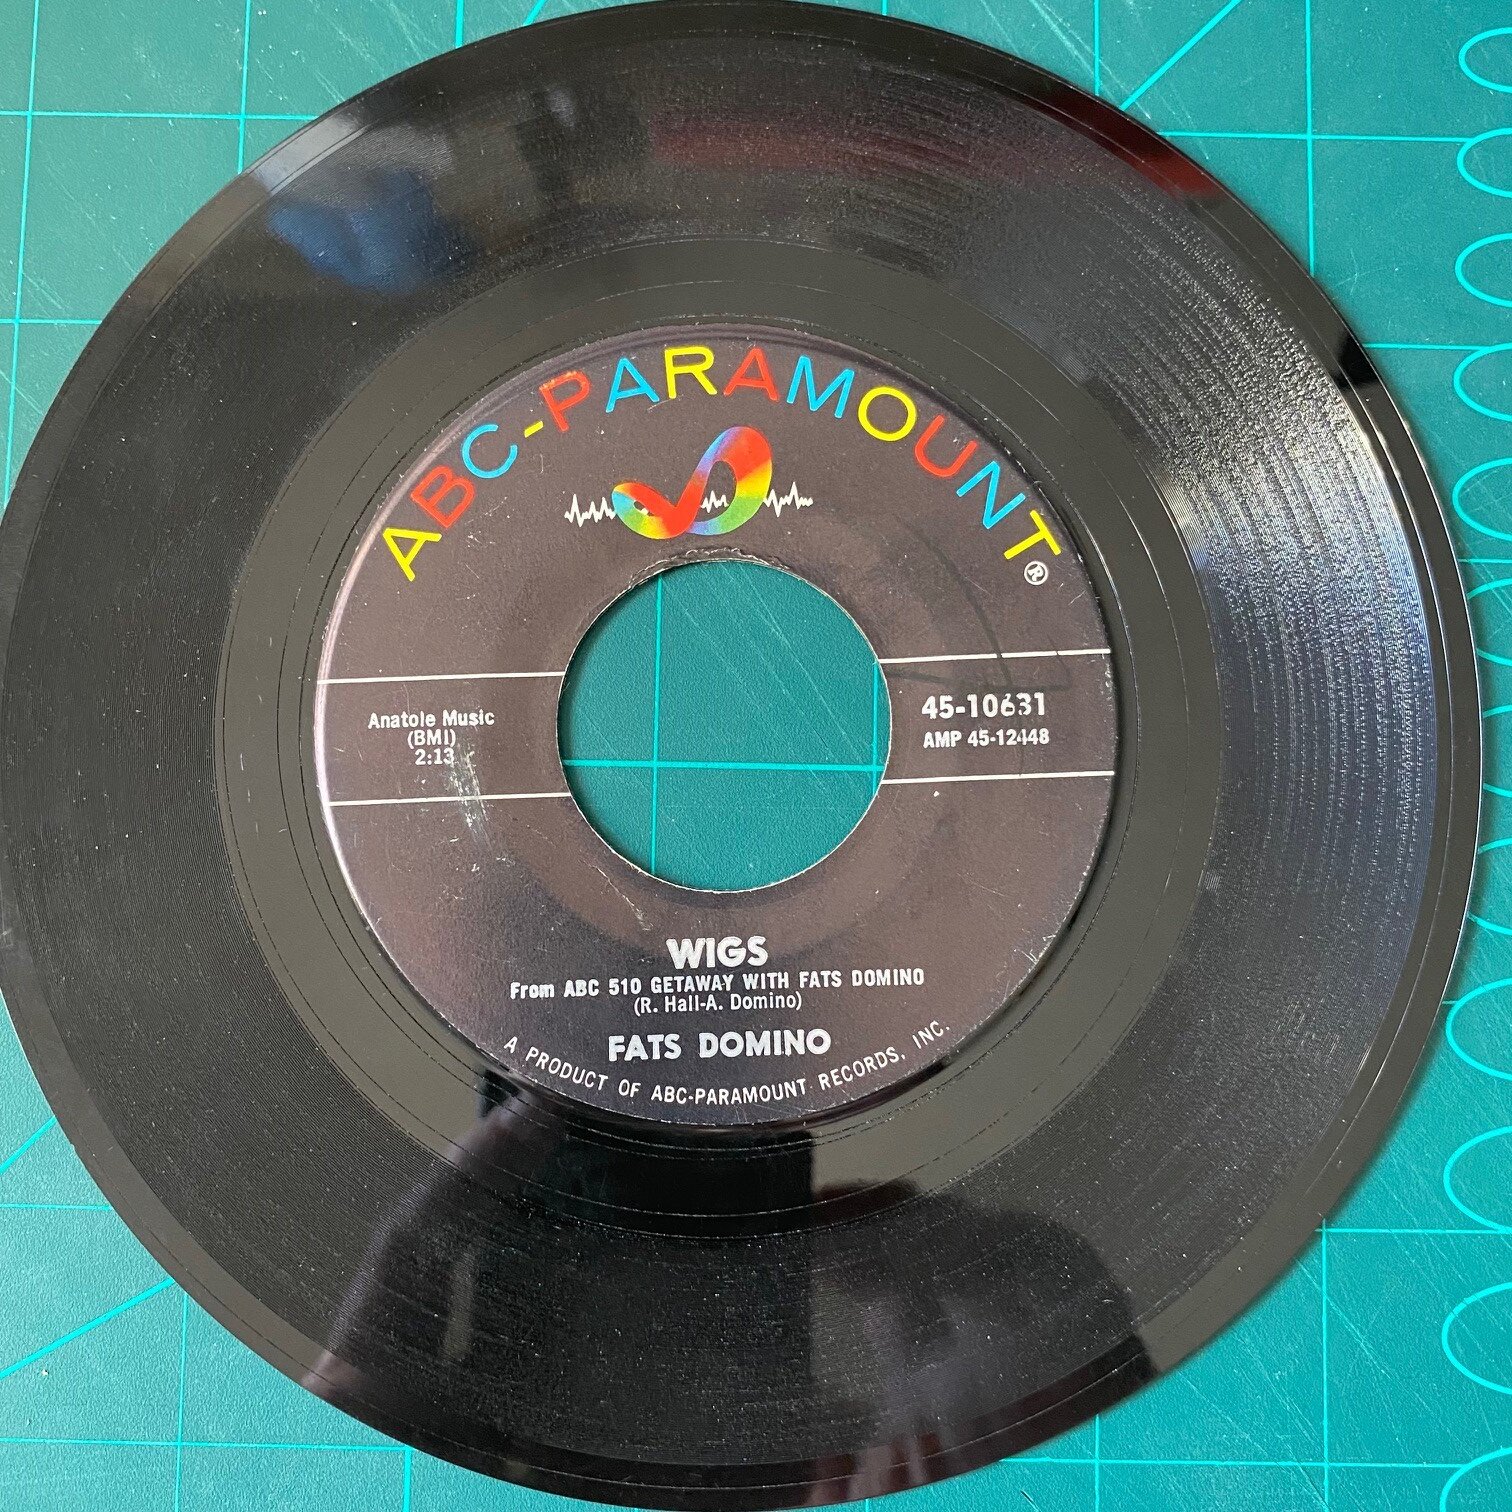 ABC-PARAMOUNT®
Anatole Music
(BMI)
2:13
45-10631
AMP 45-12448
WIGS
From ABC 510 GETAWAY WITH FATS DOMINO
(R. Hall-A. Domino)
FATS DOMINO
A PRODUCT OF ABC-PARAMOUNT RECORDS, INC.